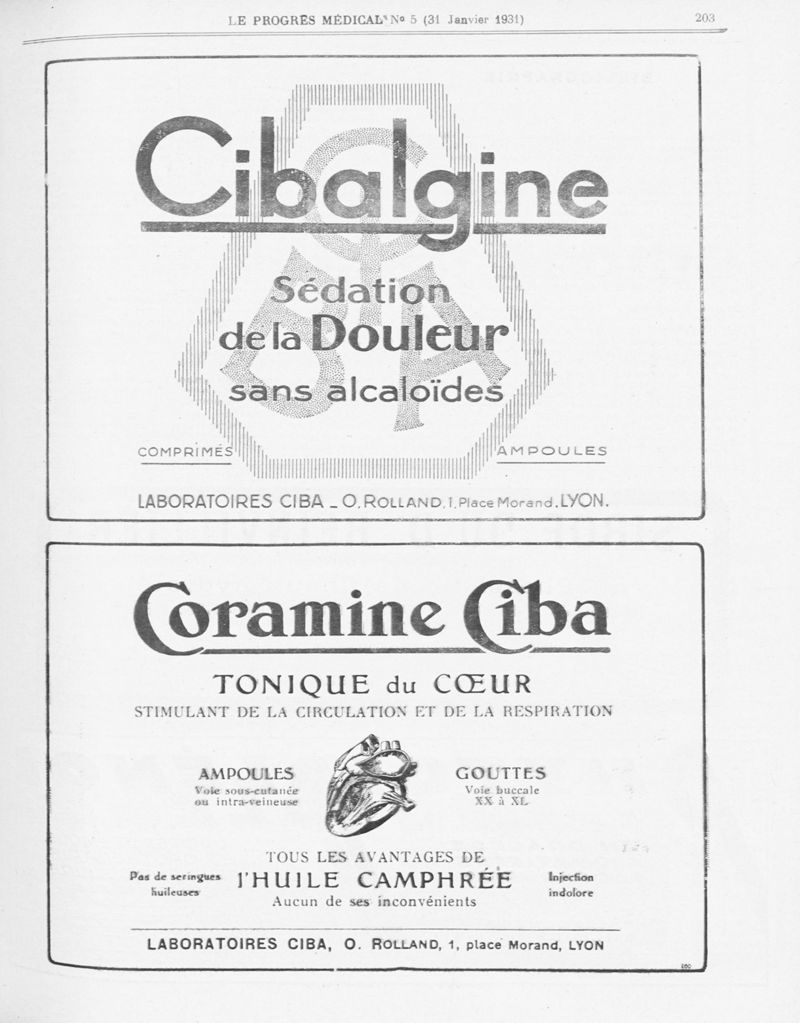 LE PROGRÈS MÉDICAL N° 5 (31 Janvier 1931) 203
Cibalgine
Sédation
de la Douleur
sans alcaloïdes
CIBA
COMPRIMÉS AMPOULES
LABORATOIRES CIBA _ O. ROLLAND, 1, Place Morand. LYON.
Coramine Ciba
TONIQUE du CŒUR
STIMULANT DE LA CIRCULATION ET DE LA RESPIRATION
AMPOULES
Voie sous-cutanée
ou intra-veineuse
GOUTTES
Voie buccale
XX à XL
TOUS LES AVANTAGES DE
l'HUILE CAMPHRÉE
Aucun de ses inconvénients
Pas de seringues
huileuses
Injection
indolore
LABORATOIRES CIBA, O. ROLLAND, 1, place Morand, LYON